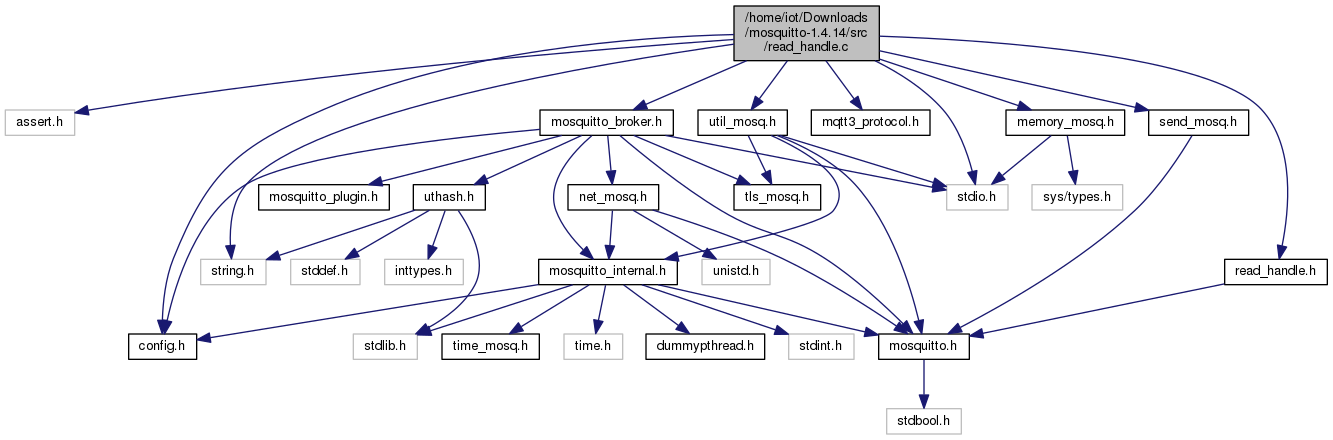 /home/iot/Downloads
/mosquitto-1.4.14/src
/read_handle.c
assert.h
mosquitto_broker.h
util_mosq.h
mqtt3_protocol.h
memory_mosq.h
send_mosq.h
mosquitto_plugin.h
uthash.h
net_mosq.h
tls_mosq.h
stdio.h
sys/types.h
string.h
stddef.h
inttypes.h
mosquitto_internal.h
unistd.h
read_handle.h
config.h
stdlib.h
time_mosq.h
time.h
dummypthread.h
stdint.h
mosquitto.h
stdbool.h